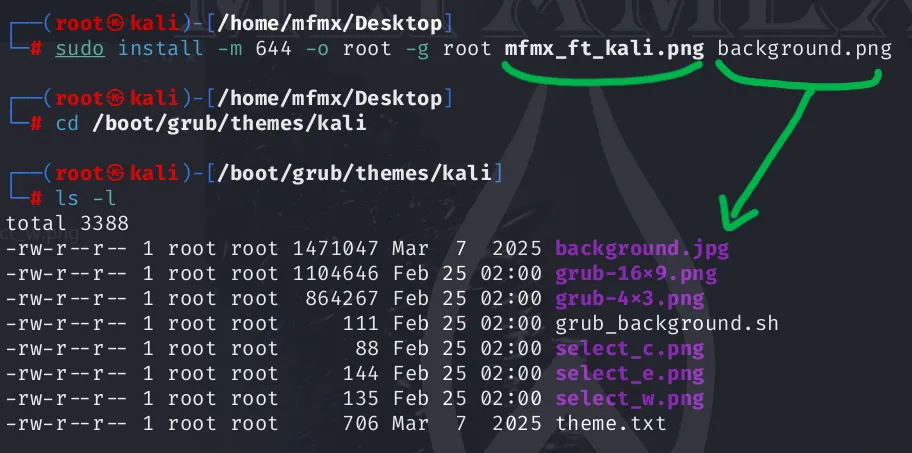 ┌──(root㉿kali)-[/home/mfmx/Desktop]
└─# sudo install -m 644 -o root -g root mfmx_ft_kali.png background.png
┌──(root㉿kali)-[/home/mfmx/Desktop]
└─# cd /boot/grub/themes/kali
┌──(root㉿kali)-[/boot/grub/themes/kali]
└─# ls -l
total 3388
-rw-r--r-- 1 root root 1471047 Mar  7  2025 background.jpg
-rw-r--r-- 1 root root 1104646 Feb 25 02:00 grub-16×9.png
-rw-r--r-- 1 root root  864267 Feb 25 02:00 grub-4×3.png
-rw-r--r-- 1 root root     111 Feb 25 02:00 grub_background.sh
-rw-r--r-- 1 root root      88 Feb 25 02:00 select_c.png
-rw-r--r-- 1 root root     144 Feb 25 02:00 select_e.png
-rw-r--r-- 1 root root     135 Feb 25 02:00 select_w.png
-rw-r--r-- 1 root root     706 Mar  7  2025 theme.txt